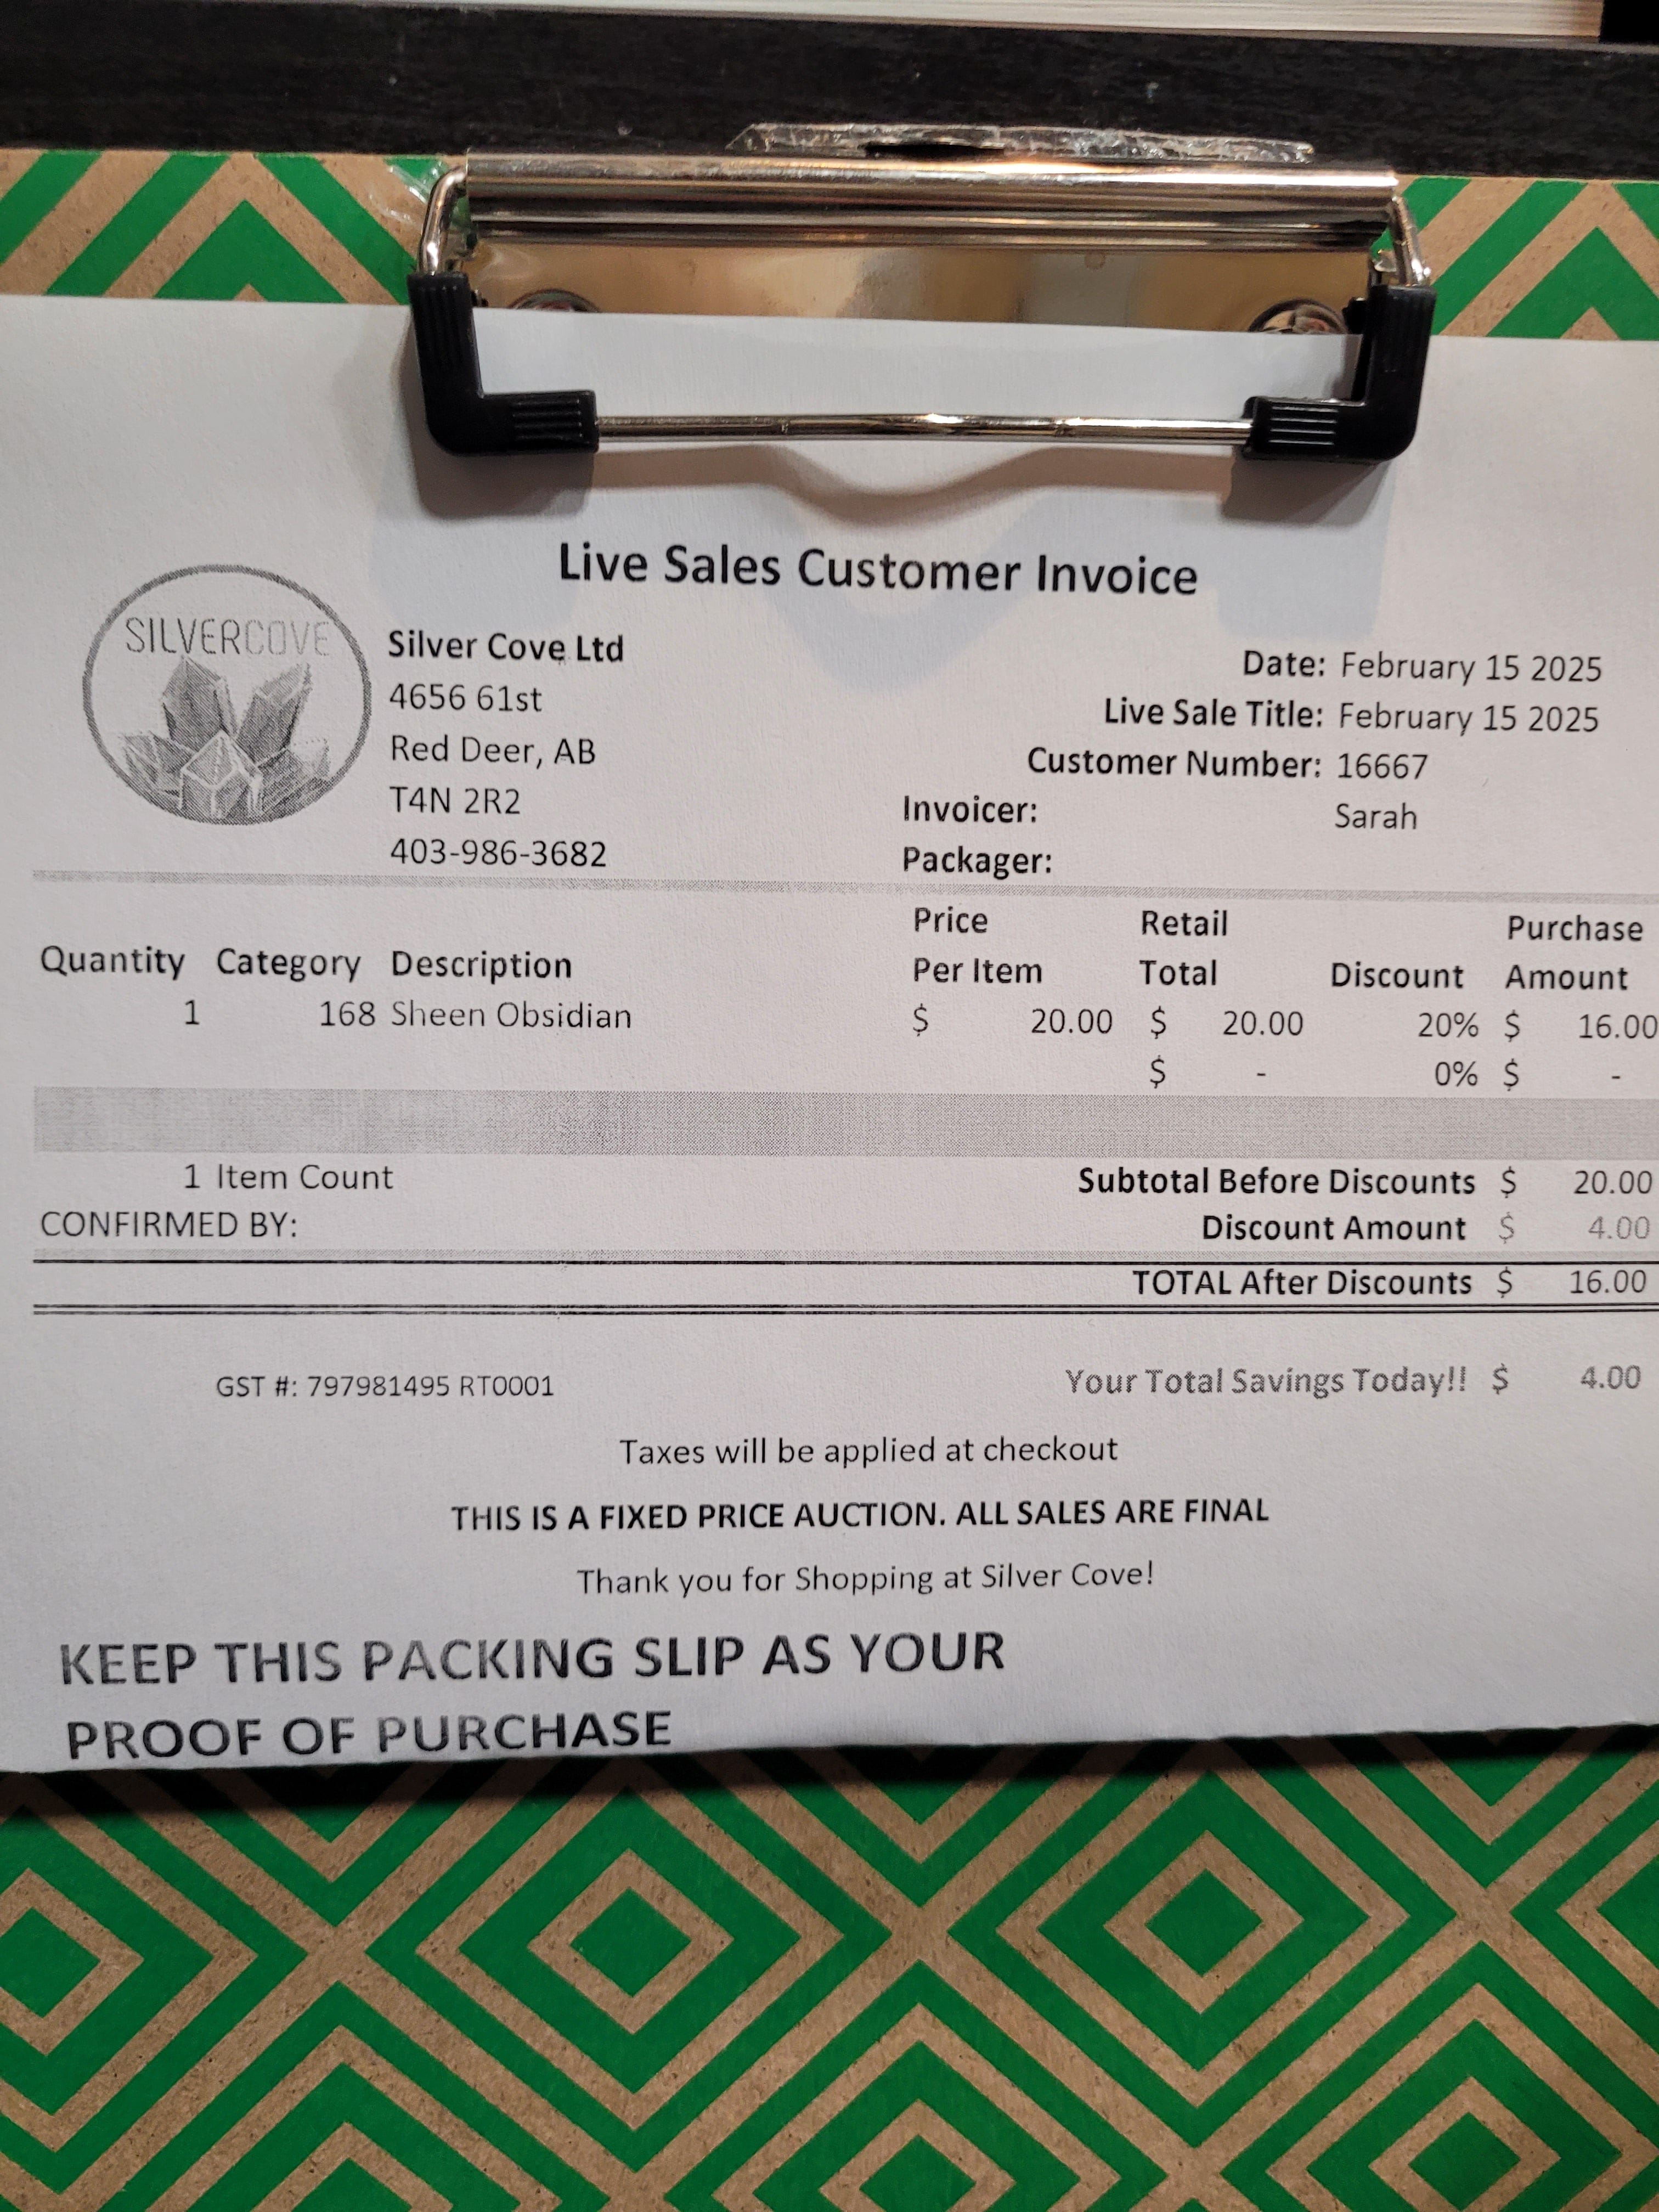 Live Sales Customer Invoice
SILVERCOVE
Silver Cove Ltd
4656 61st
Red Deer, AB
T4N 2R2
403-986-3682
Date: February 15 2025
Live Sale Title: February 15 2025
Customer Number: 16667
Invoicer: Sarah
Packager:
Quantity Category Description Price Per Item Retail Total Discount Purchase Amount
1 168 Sheen Obsidian $ 20.00 $ 20.00 20% $ 16.00
$ - 0% $ -
1 Item Count Subtotal Before Discounts $ 20.00
CONFIRMED BY: Discount Amount $ 4.00
TOTAL After Discounts $ 16.00
GST #: 797981495 RT0001 Your Total Savings Today!! $ 4.00
Taxes will be applied at checkout
THIS IS A FIXED PRICE AUCTION. ALL SALES ARE FINAL
Thank you for Shopping at Silver Cove!
KEEP THIS PACKING SLIP AS YOUR
PROOF OF PURCHASE